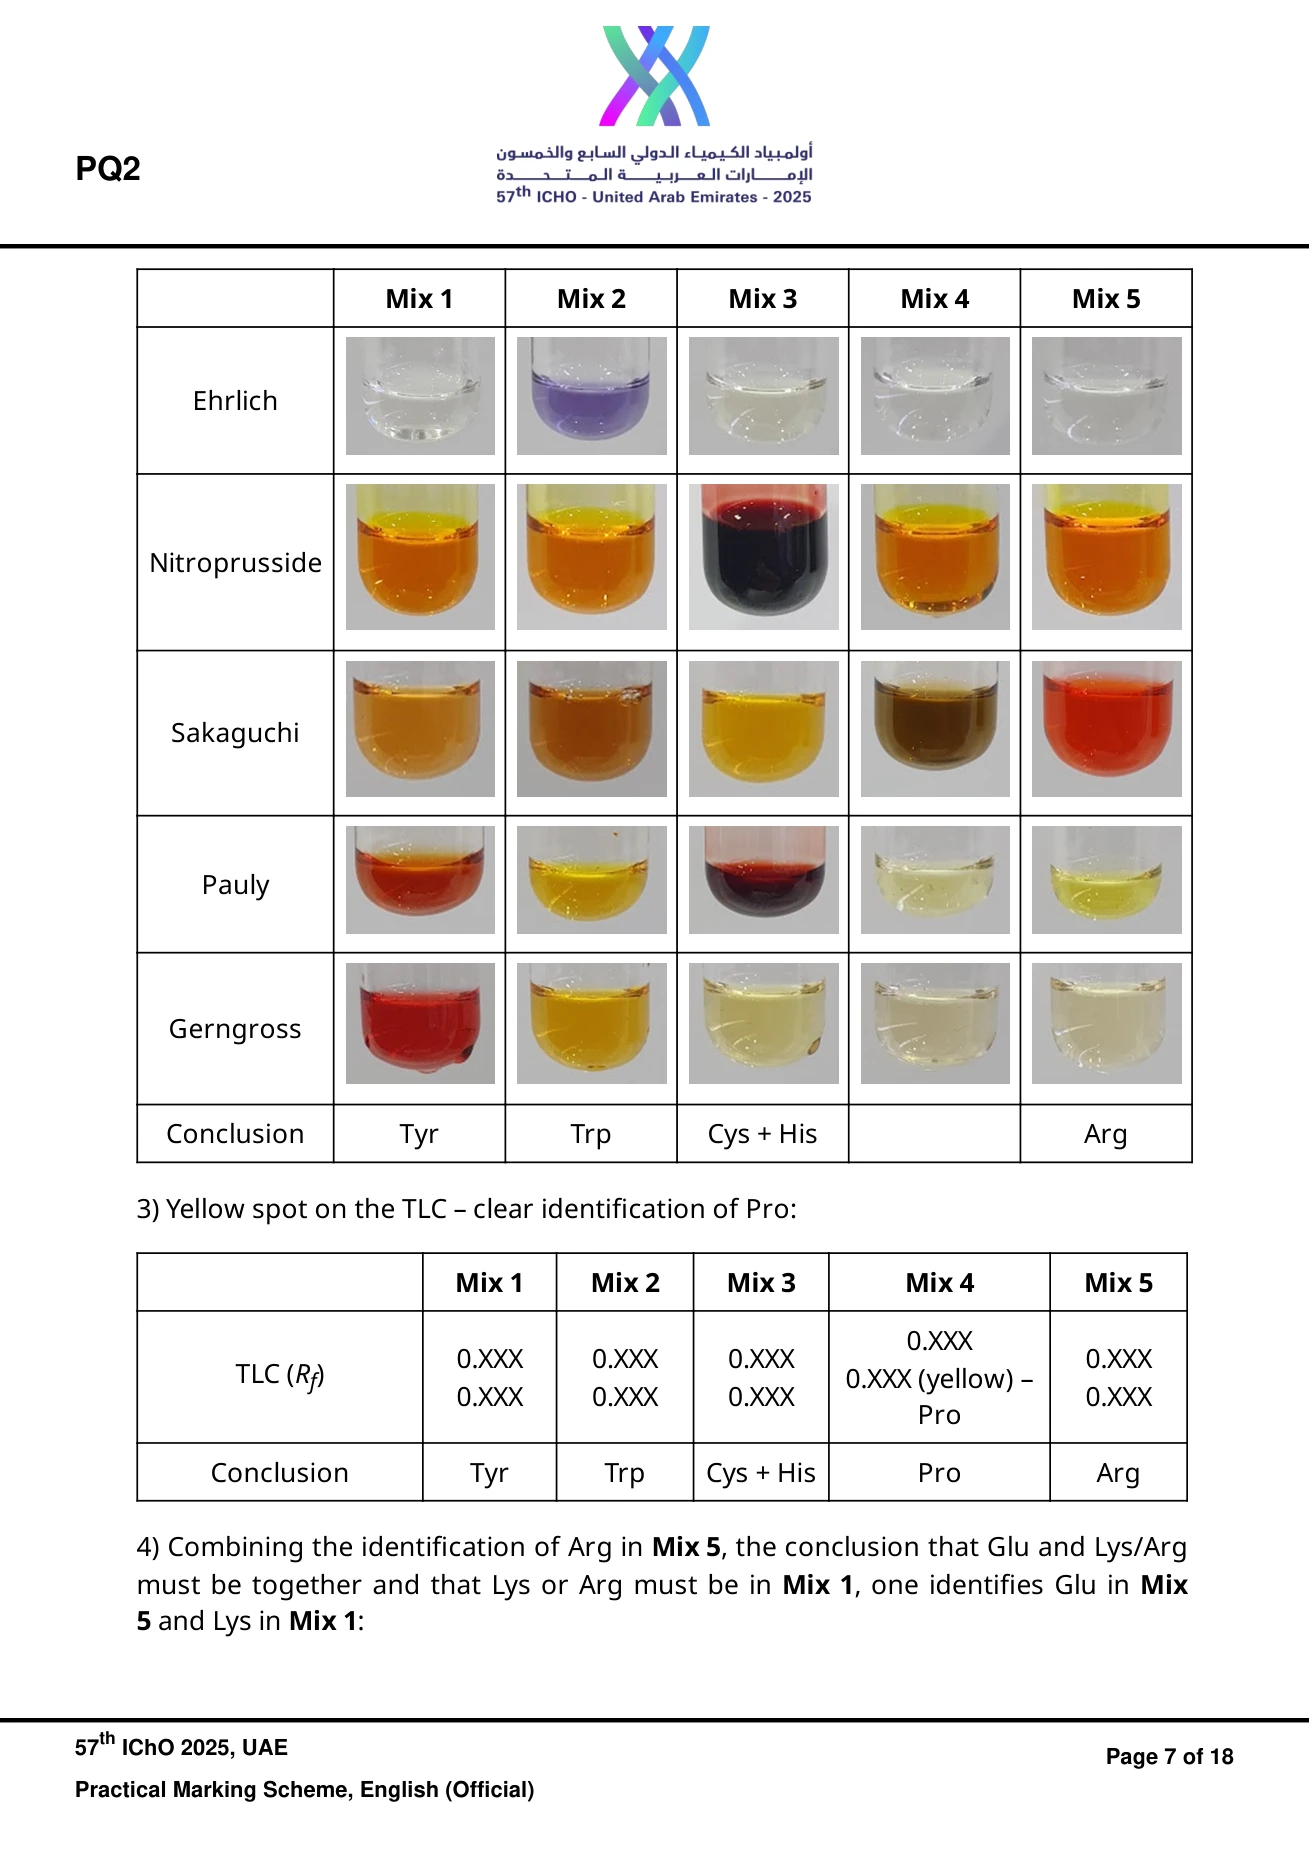 PQ2
أولمبياد الكيمياء الدولي السابع والخمسون
الإمارات العربية المتحدة
57th ICHO - United Arab Emirates - 2025
Mix 1 Mix 2 Mix 3 Mix 4 Mix 5
Ehrlich
Nitroprusside
Sakaguchi
Pauly
Gerngross
Conclusion Tyr Trp Cys + His Arg
3) Yellow spot on the TLC – clear identification of Pro:
Mix 1 Mix 2 Mix 3 Mix 4 Mix 5
TLC (Rf) 0.XXX 0.XXX 0.XXX 0.XXX 0.XXX
0.XXX 0.XXX 0.XXX 0.XXX (yellow) – 0.XXX
Pro
Conclusion Tyr Trp Cys + His Pro Arg
4) Combining the identification of Arg in Mix 5, the conclusion that Glu and Lys/Arg
must be together and that Lys or Arg must be in Mix 1, one identifies Glu in Mix
5 and Lys in Mix 1:
57th IChO 2025, UAE
Page 7 of 18
Practical Marking Scheme, English (Official)